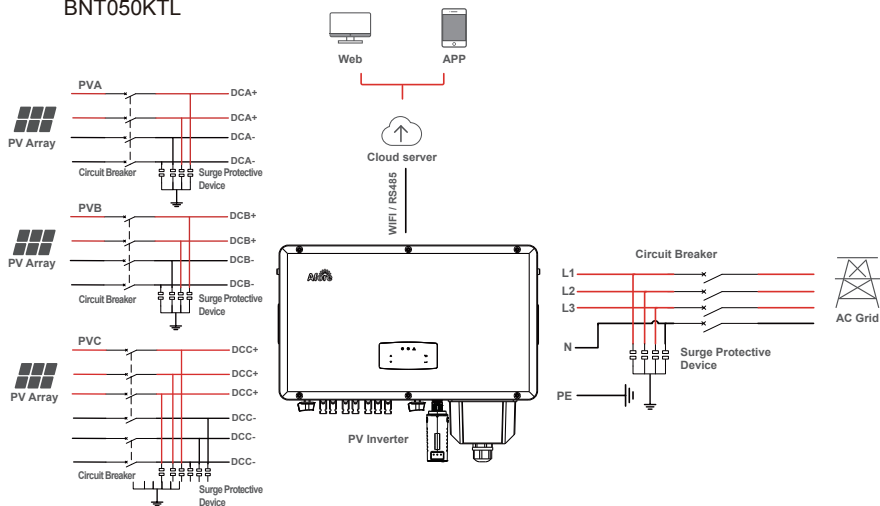 BNT050KTL
Web
APP
Cloud server
WIFI / RS485
PVA
DCA+
DCA+
DCA-
DCA-
PV Array
Circuit Breaker
Surge Protective
Device
PVB
DCB+
DCB+
DCB-
DCB-
PV Array
Circuit Breaker
Surge Protective
Device
PVC
DCC+
DCC+
DCC+
DCC-
DCC-
DCC-
PV Array
Circuit Breaker
Surge Protective
Device
PV Inverter
Circuit Breaker
L1
L2
L3
N
PE
Surge Protective
Device
AC Grid